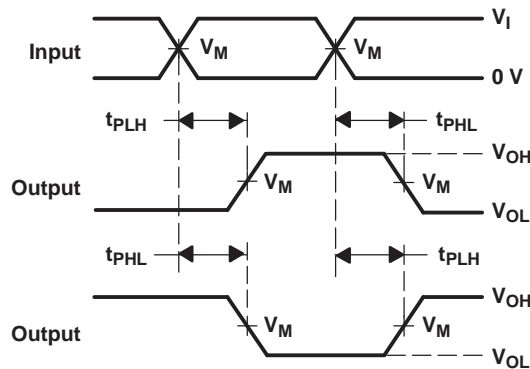 V_I
Input V_M V_M
0 V
t_PLH t_PHL
V_OH
Output V_M V_M
V_OL
t_PHL t_PLH
V_OH
Output V_M V_M
V_OL